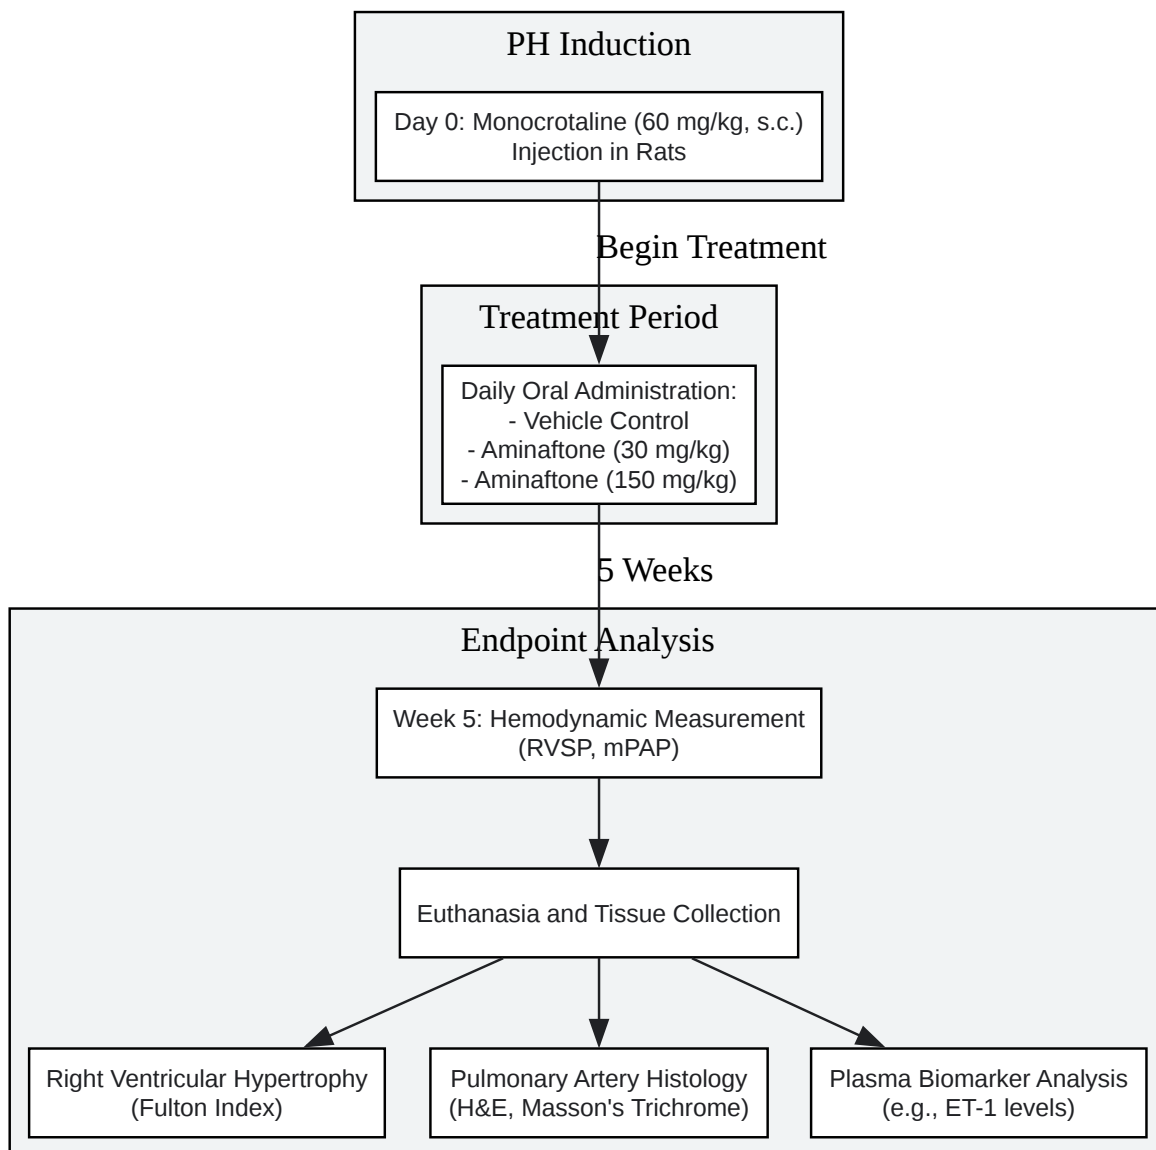 PH Induction
Day 0: Monocrotaline (60 mg/kg, s.c.)
Injection in Rats
Begin Treatment
Treatment Period
Daily Oral Administration:
- Vehicle Control
- Aminaftone (30 mg/kg)
- Aminaftone (150 mg/kg)
5 Weeks
Endpoint Analysis
Week 5: Hemodynamic Measurement
(RVSP, mPAP)
Euthanasia and Tissue Collection
Right Ventricular Hypertrophy
(Fulton Index)
Pulmonary Artery Histology
(H&E, Masson's Trichrome)
Plasma Biomarker Analysis
(e.g., ET-1 levels)